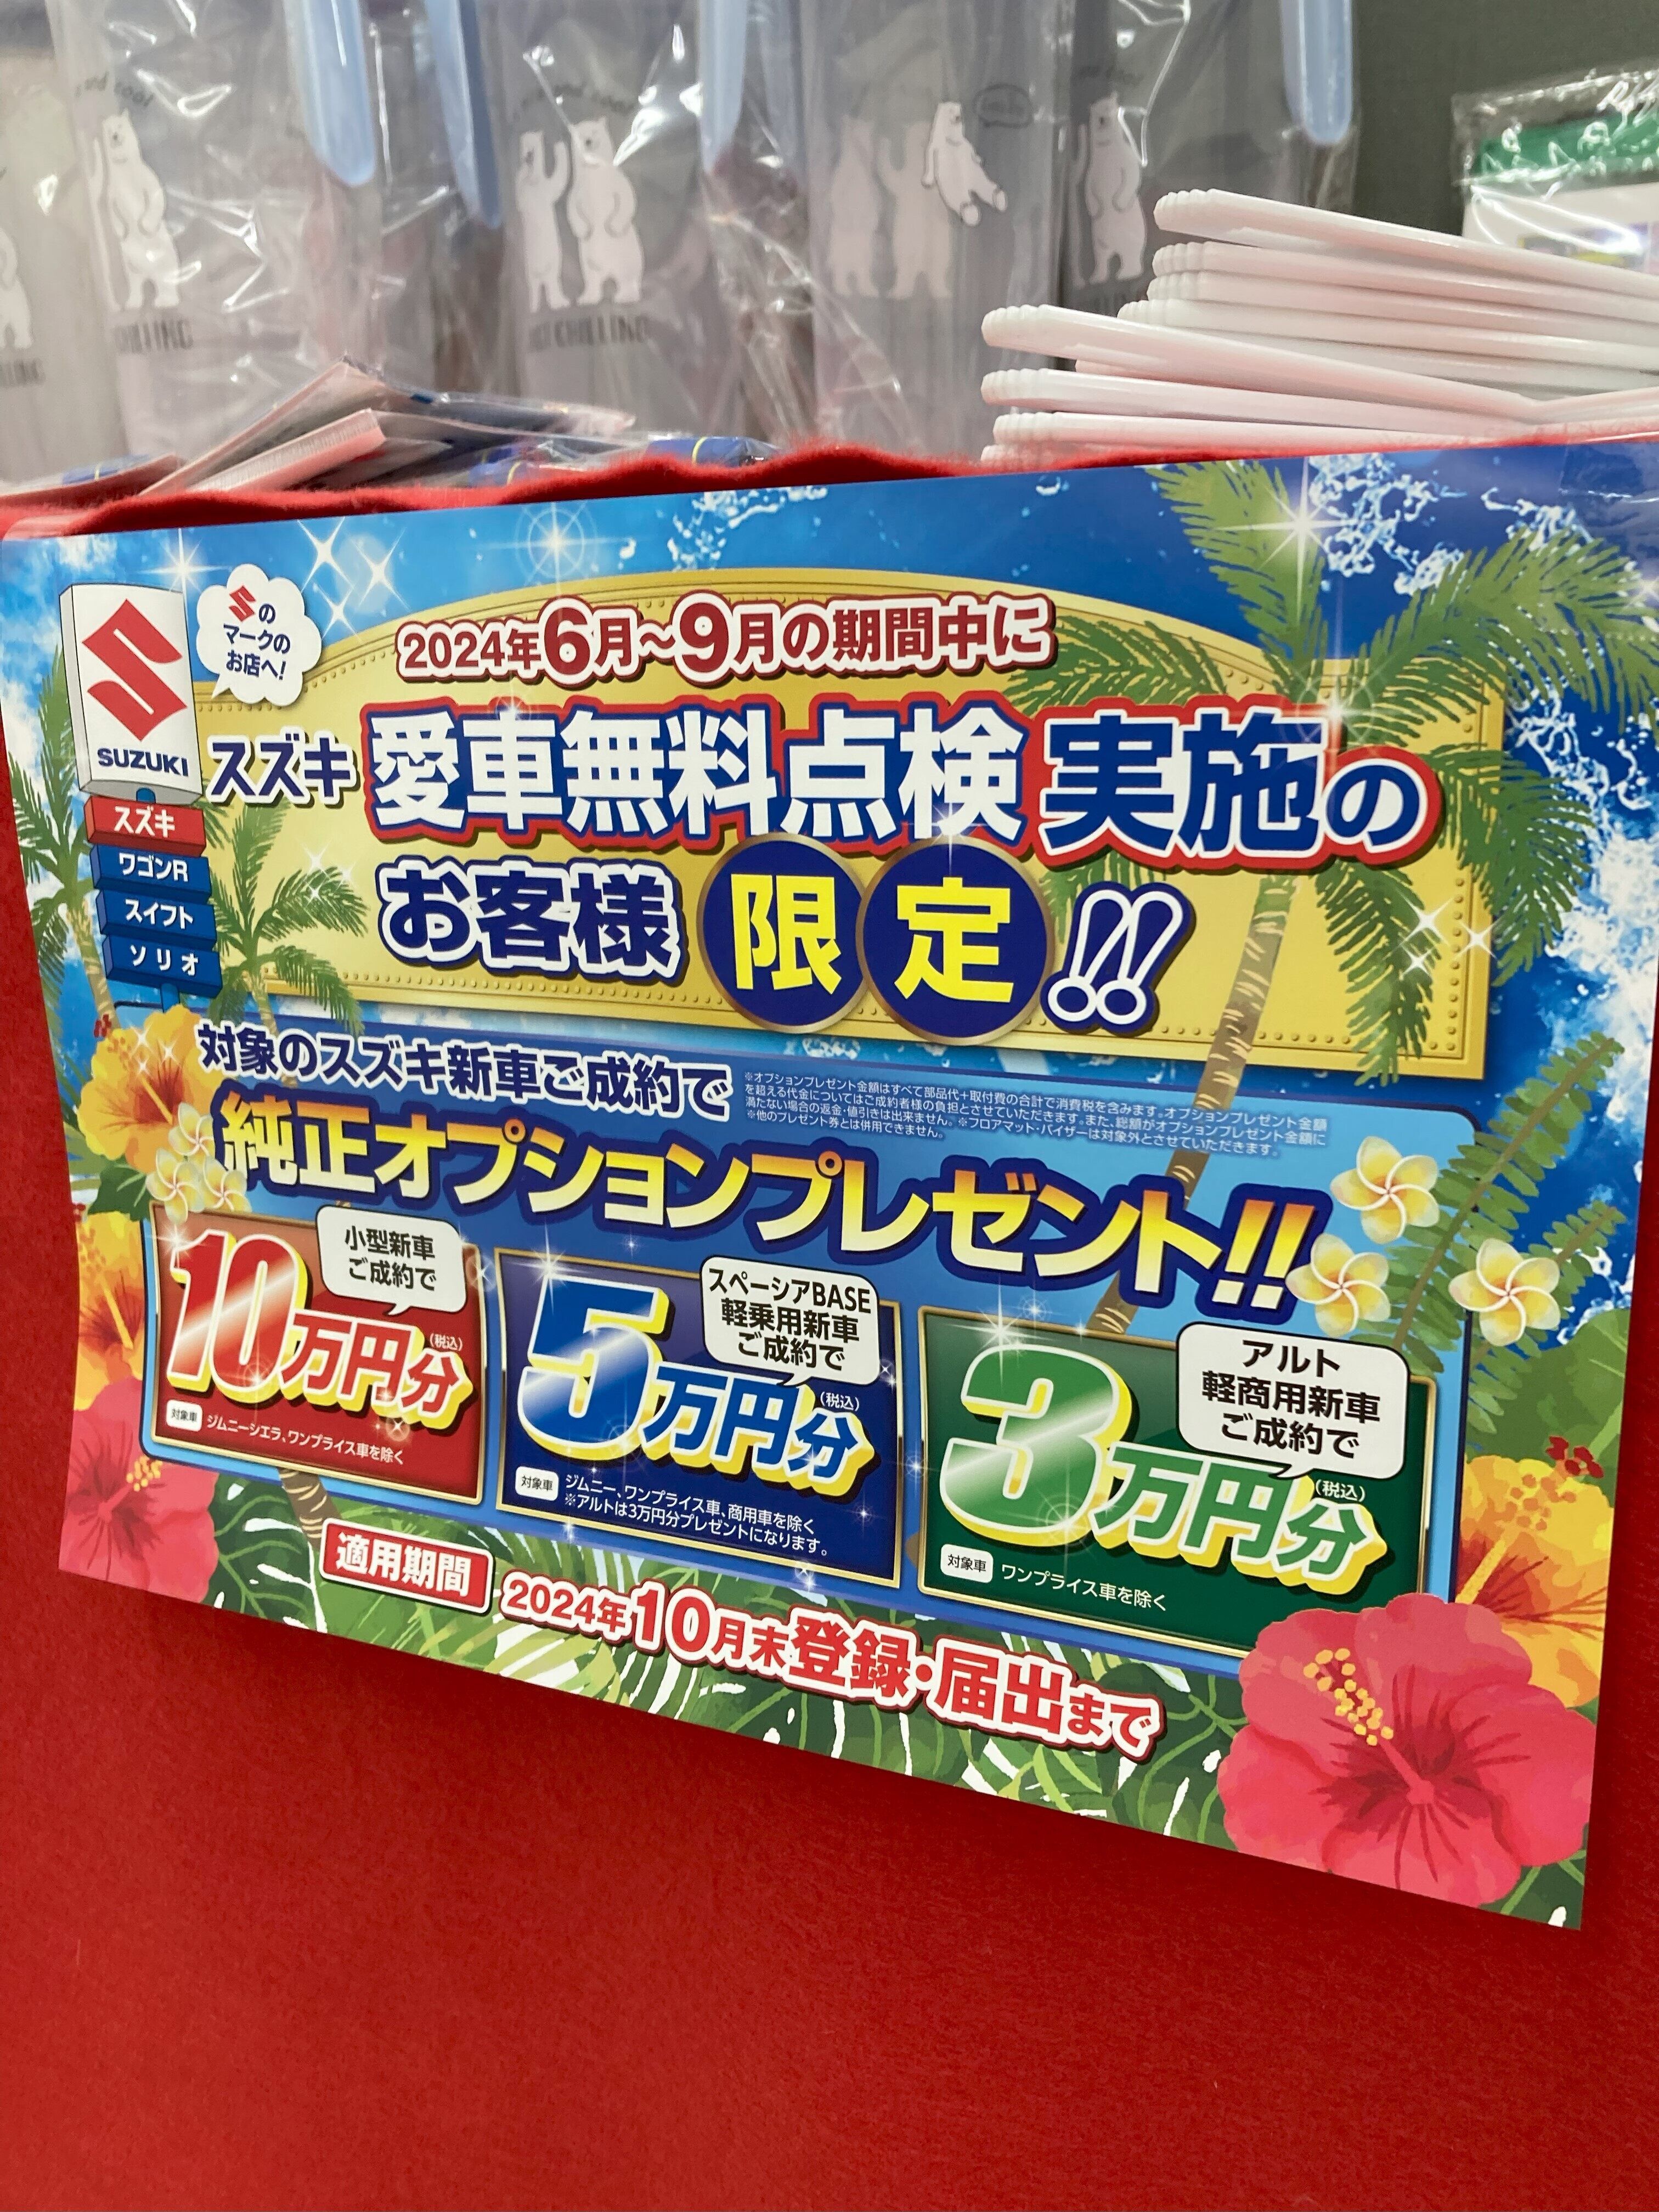 CHILLING
2024年6月～9月の期間中に
スズキ 愛車無料点検実施の
お客様 限定!!
の
マークの
お店へ!
SUZUKI
スズキ
ワゴンR
スイフト
ソリオ
対象のスズキ新車ご成約で
※オプションプレゼント金額はすべて部品代+取付費の合計で消費税を含みます。オプションプレゼント金額
を超える代金についてはご成約者様の負担とさせていただきます。また、総額がオプションプレゼント金額に
満たない場合の返金・値引きは出来ません。※フロアマット・バイザーは対象外とさせていただきます。
※他のプレゼント券とは併用できません。
純正オプションプレゼント!!
小型新車
ご成約で
10万円分
(税込)
対象車 ジムニーシエラ、ワンプライス車を除く
スペーシアBASE
軽乗用新車
ご成約で
5万円分
(税込)
対象車 ジムニー、ワンプライス車、商用車を除く
※アルトは3万円分プレゼントになります。
アルト
軽商用新車
ご成約で
3万円分
(税込)
対象車 ワンプライス車を除く
適用期間 2024年10月末登録・届出まで